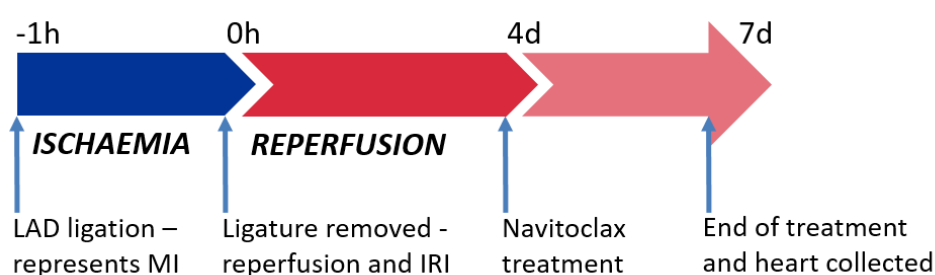 -1h 0h 4d 7d
ISCHAEMIA REPERFUSION
LAD ligation –
represents MI
Ligature removed -
reperfusion and IRI
Navitoclax
treatment
End of treatment
and heart collected